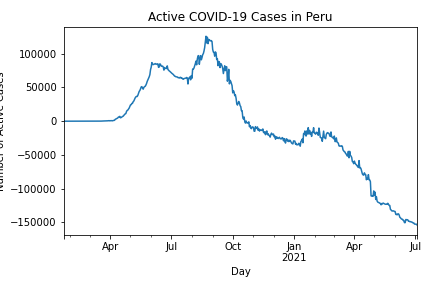 Active COVID-19 Cases in Peru
100000
50000
0
−50000
−100000
−150000
Number of Active Cases
Apr
Jul
Oct
Jan
2021
Apr
Jul
Day